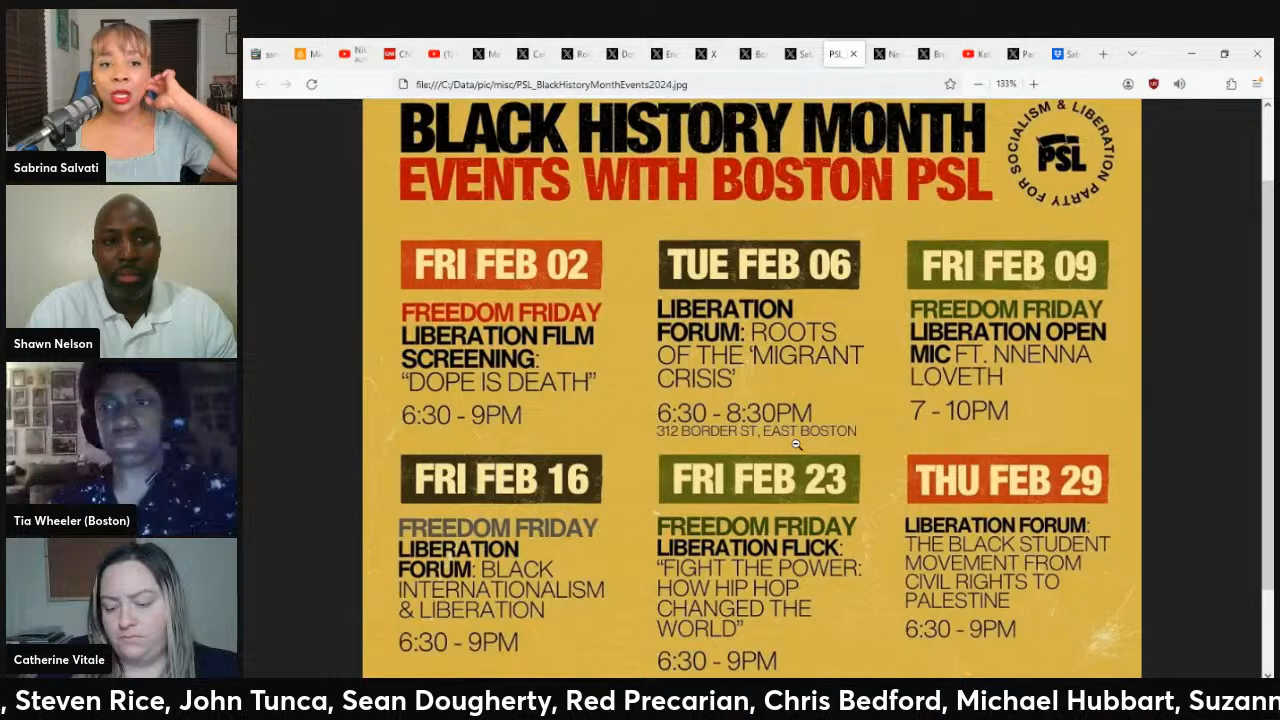 Sabrina Salvati
Shawn Nelson
Tia Wheeler (Boston)
Catherine Vitale
PSL
file:///C:/Data/pic/misc/PSL_BlackHistoryMonthEvents2024.jpg
133%
BLACK HISTORY MONTH
EVENTS WITH BOSTON PSL
PARTY FOR SOCIALISM & LIBERATION
PSL
FRI FEB 02
FREEDOM FRIDAY
LIBERATION FILM
SCREENING:
“DOPE IS DEATH”
6:30 - 9PM
TUE FEB 06
LIBERATION
FORUM: ROOTS
OF THE ‘MIGRANT
CRISIS’
6:30 - 8:30PM
312 BORDER ST, EAST BOSTON
FRI FEB 09
FREEDOM FRIDAY
LIBERATION OPEN
MIC FT. NNENNA
LOVETH
7 - 10PM
FRI FEB 16
FREEDOM FRIDAY
LIBERATION
FORUM: BLACK
INTERNATIONALISM
& LIBERATION
6:30 - 9PM
FRI FEB 23
FREEDOM FRIDAY
LIBERATION FLICK:
“FIGHT THE POWER:
HOW HIP HOP
CHANGED THE
WORLD”
6:30 - 9PM
THU FEB 29
LIBERATION FORUM:
THE BLACK STUDENT
MOVEMENT FROM
CIVIL RIGHTS TO
PALESTINE
6:30 - 9PM
, Steven Rice, John Tunca, Sean Dougherty, Red Precarian, Chris Bedford, Michael Hubbart, Suzann